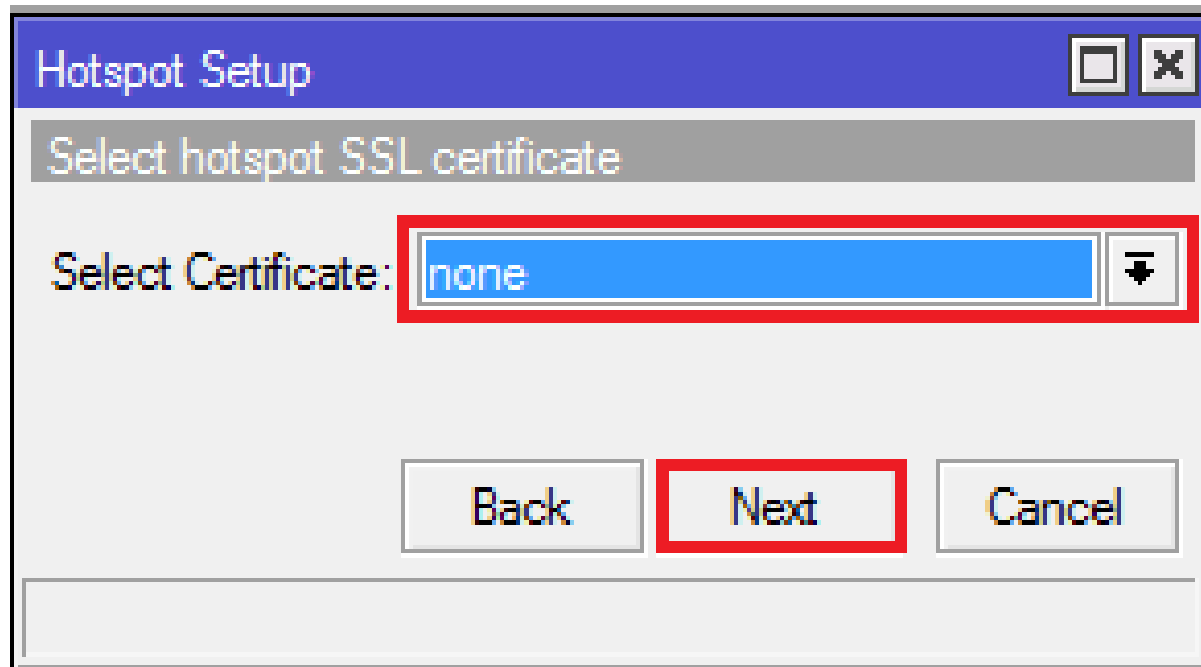 Hotspot Setup
Select hotspot SSL certificate
Select Certificate: none
Back Next Cancel